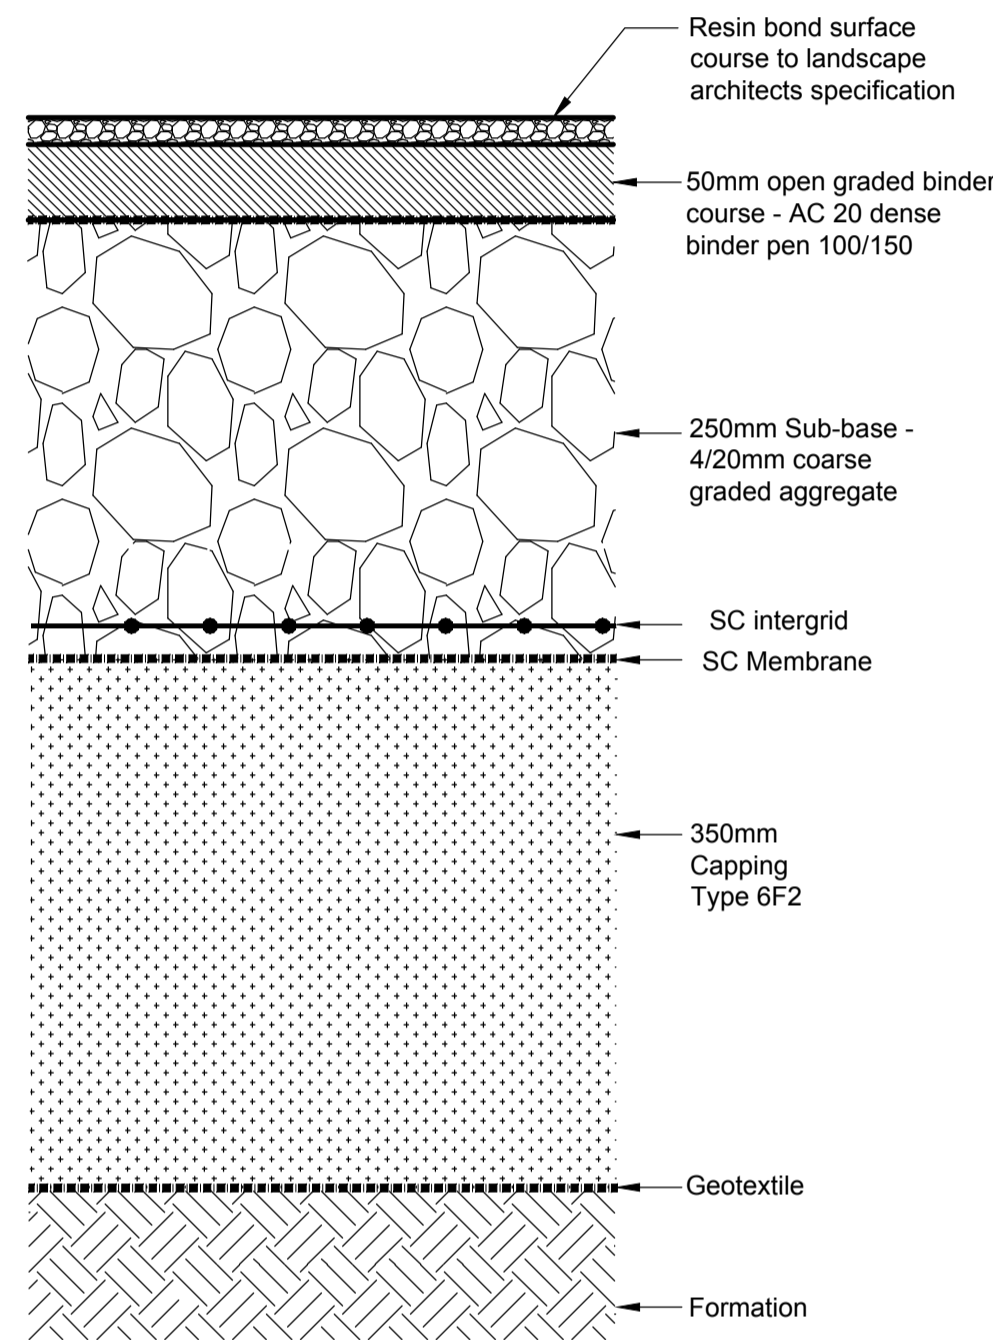 Resin bond surface
course to landscape
architects specification
50mm open graded binder
course - AC 20 dense
binder pen 100/150
250mm Sub-base -
4/20mm coarse
graded aggregate
SC intergrid
SC Membrane
350mm
Capping
Type 6F2
Geotextile
Formation